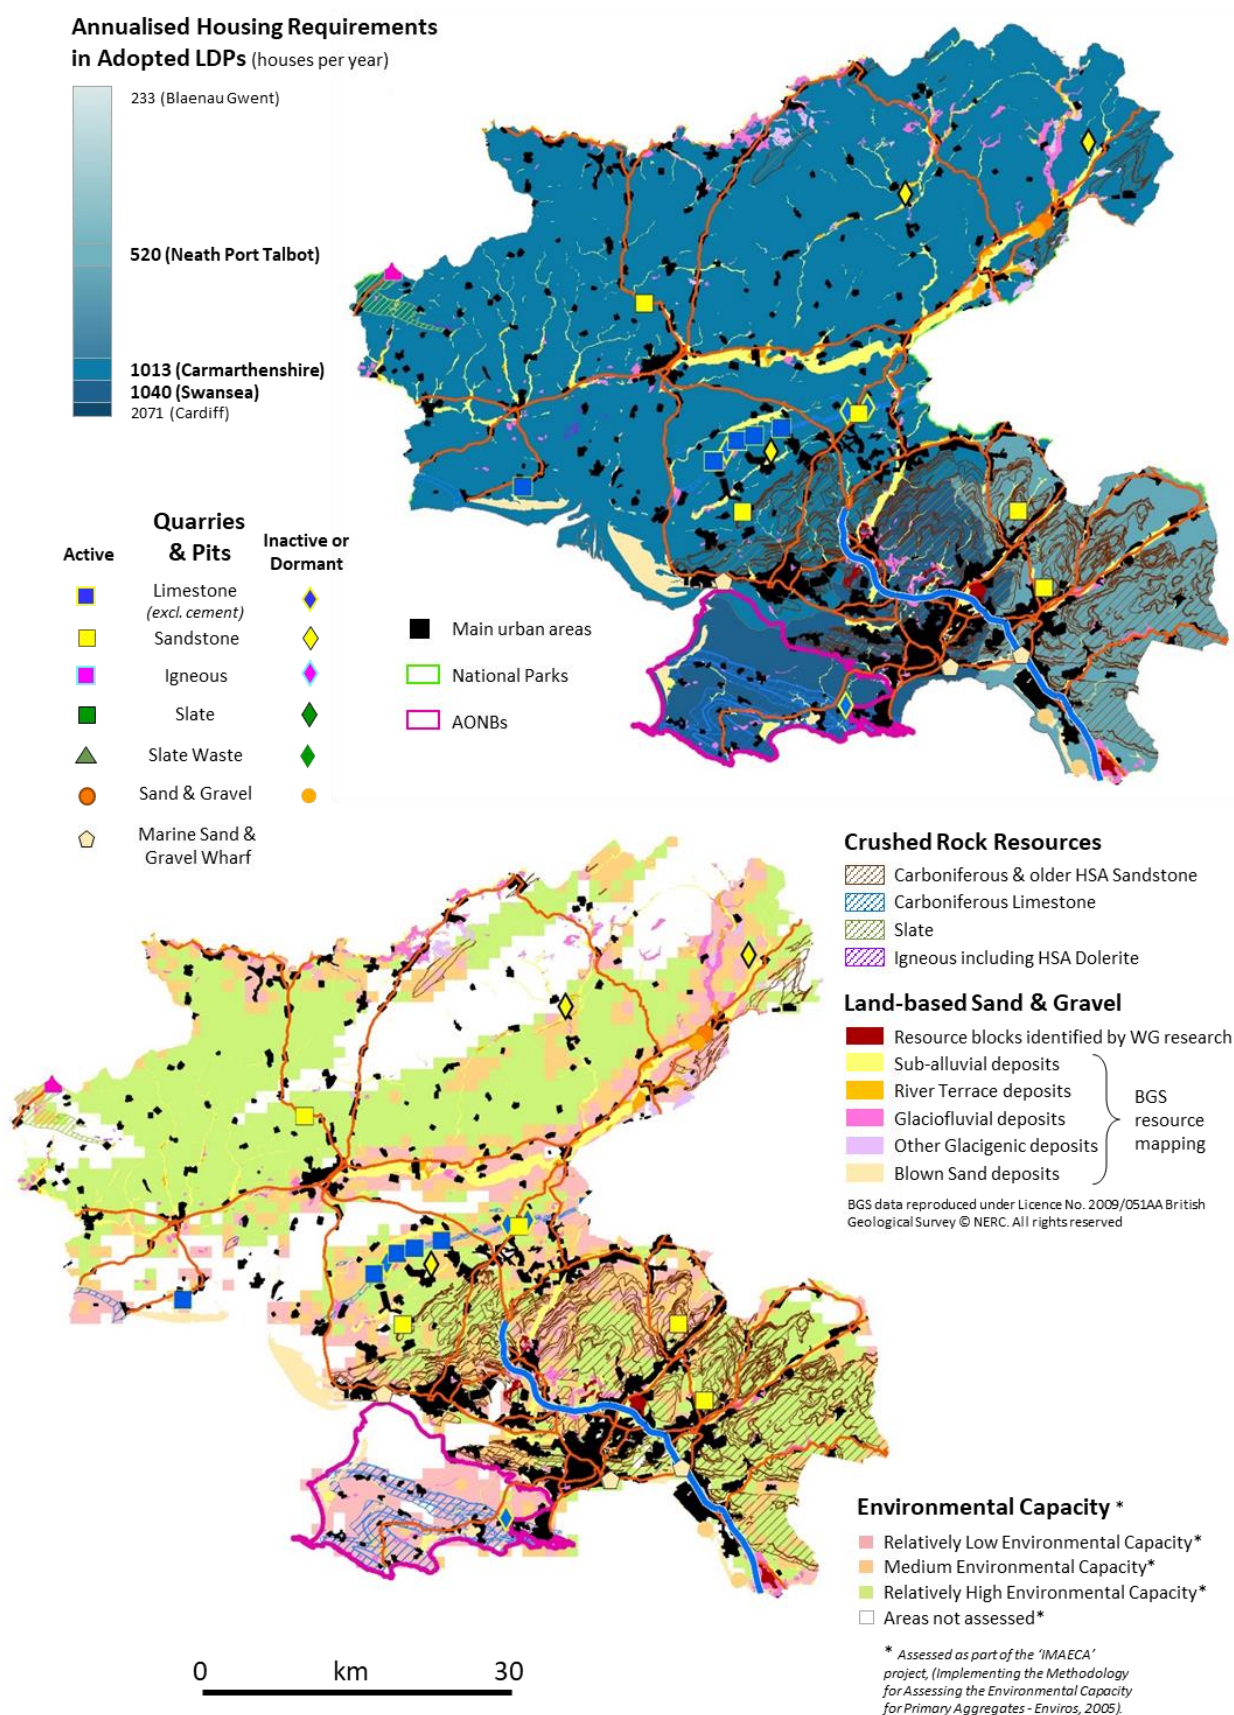 Annualised Housing Requirements
in Adopted LDPs (houses per year)
233 (Blaenau Gwent)
520 (Neath Port Talbot)
1013 (Carmarthenshire)
1040 (Swansea)
2071 (Cardiff)
Quarries
& Pits
Active
Inactive or
Dormant
Limestone
(excl. cement)
Sandstone
Igneous
Slate
Slate Waste
Sand & Gravel
Marine Sand &
Gravel Wharf
Main urban areas
National Parks
AONBs
Crushed Rock Resources
Carboniferous & older HSA Sandstone
Carboniferous Limestone
Slate
Igneous including HSA Dolerite
Land-based Sand & Gravel
Resource blocks identified by WG research
Sub-alluvial deposits
River Terrace deposits
Glaciofluvial deposits
Other Glacigenic deposits
Blown Sand deposits
BGS
resource
mapping
BGS data reproduced under Licence No. 2009/051AA British
Geological Survey © NERC. All rights reserved
Environmental Capacity *
Relatively Low Environmental Capacity*
Medium Environmental Capacity*
Relatively High Environmental Capacity*
Areas not assessed*
* Assessed as part of the ‘IMAECA’
project, (Implementing the Methodology
for Assessing the Environmental Capacity
for Primary Aggregates - Enviros, 2005).
0 km 30